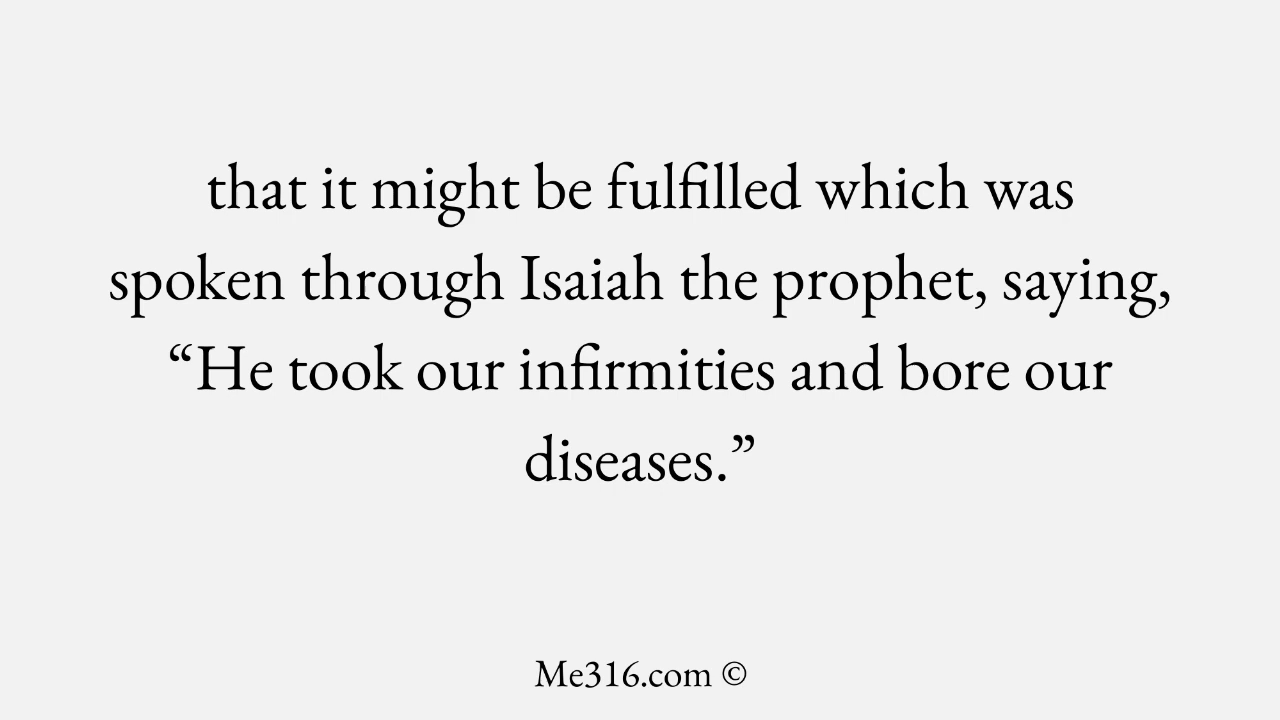 that it might be fulfilled which was
spoken through Isaiah the prophet, saying,
“He took our infirmities and bore our
diseases.”
Me316.com ©